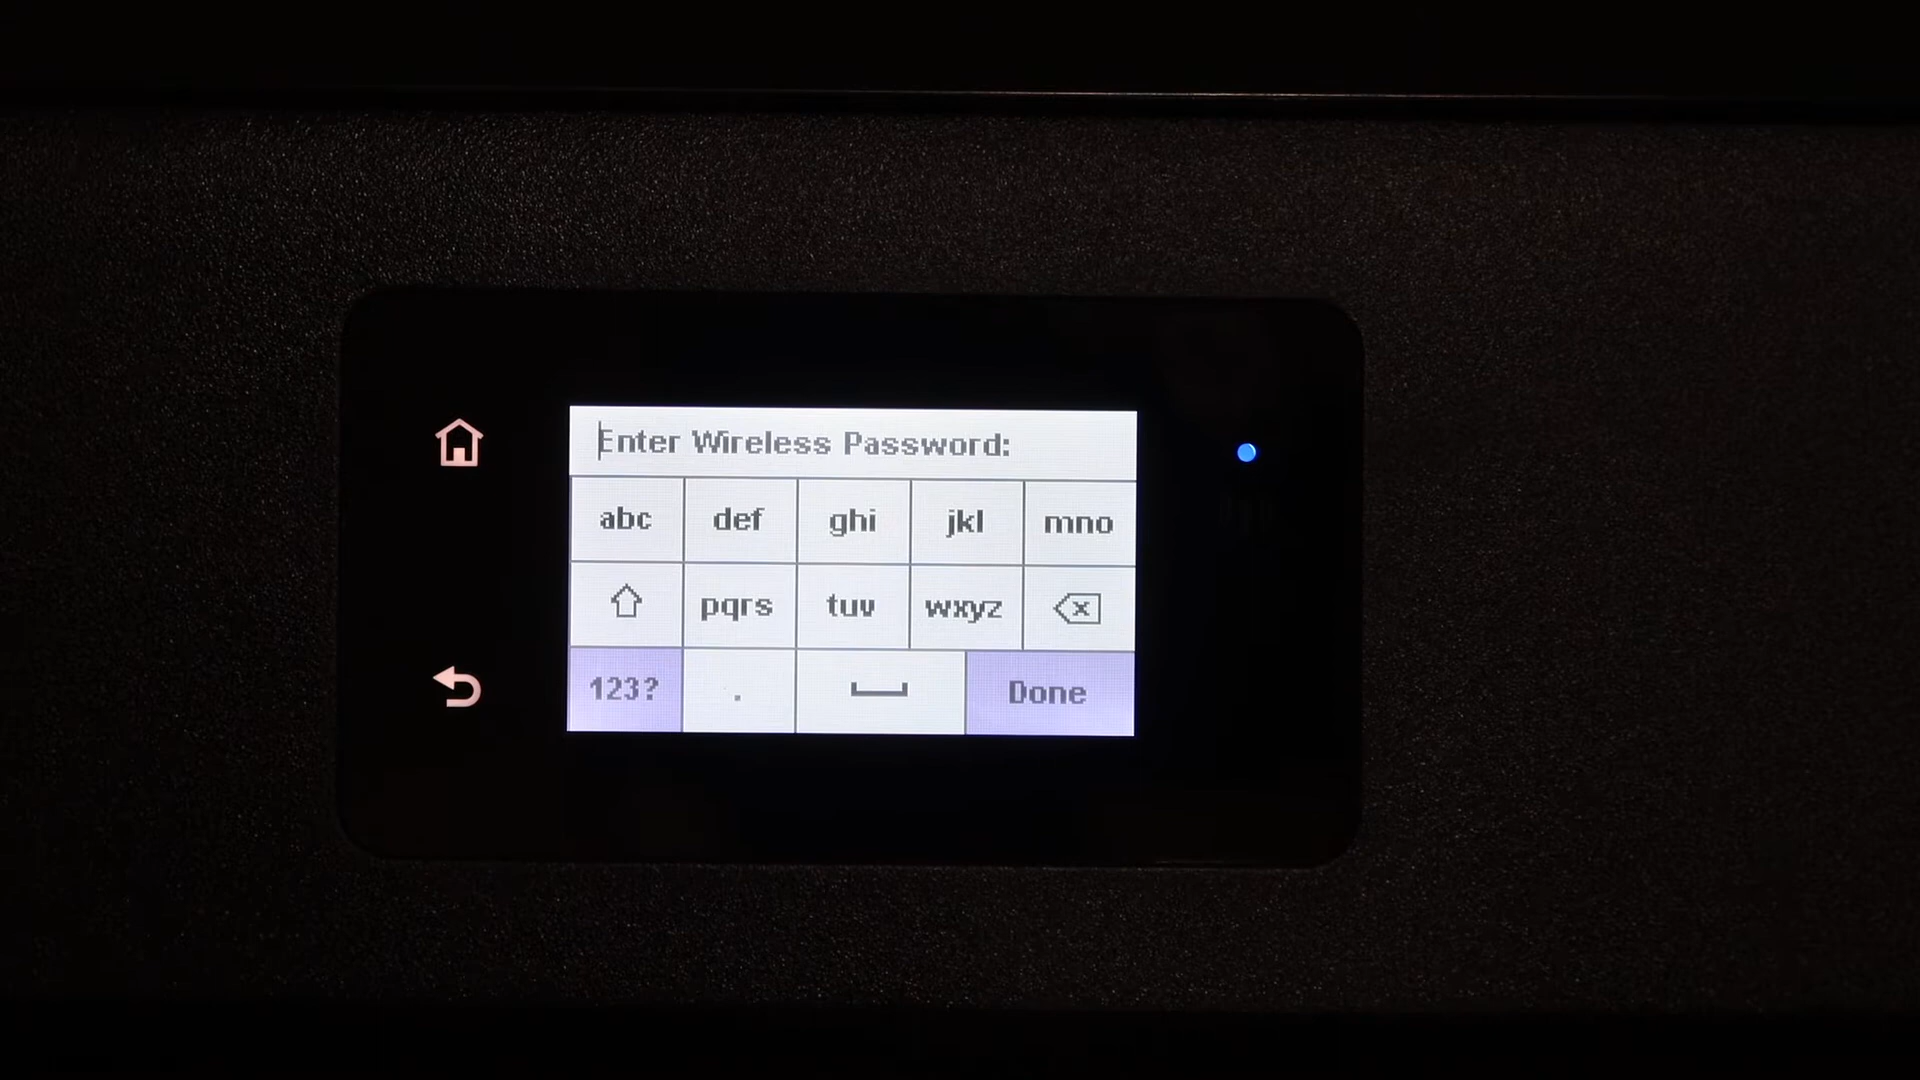 Enter Wireless Password:
abc def ghi jkl mno
pqrs tuv wxyz
123? . Done